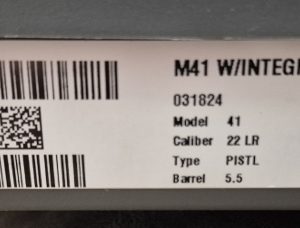 M41 W/INTEG
031824
Model 41
Caliber 22 LR
Type PISTL
Barrel 5.5